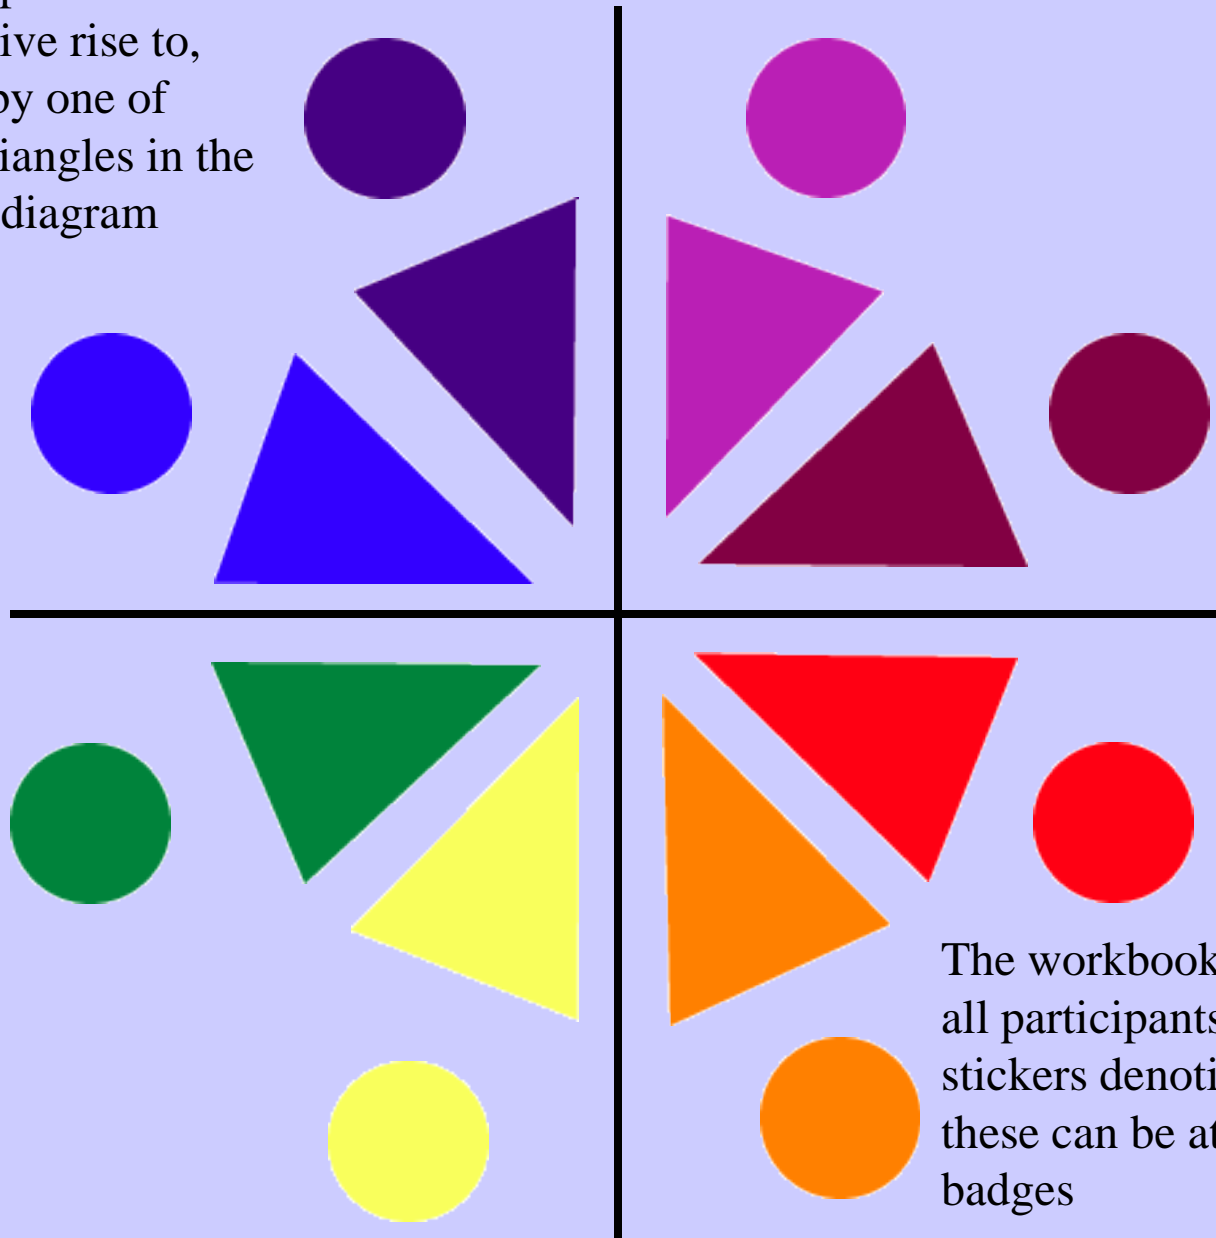 ive rise to,
by one of
iangles in the
diagram
The workbook
all participants
stickers denoti
these can be at
badges